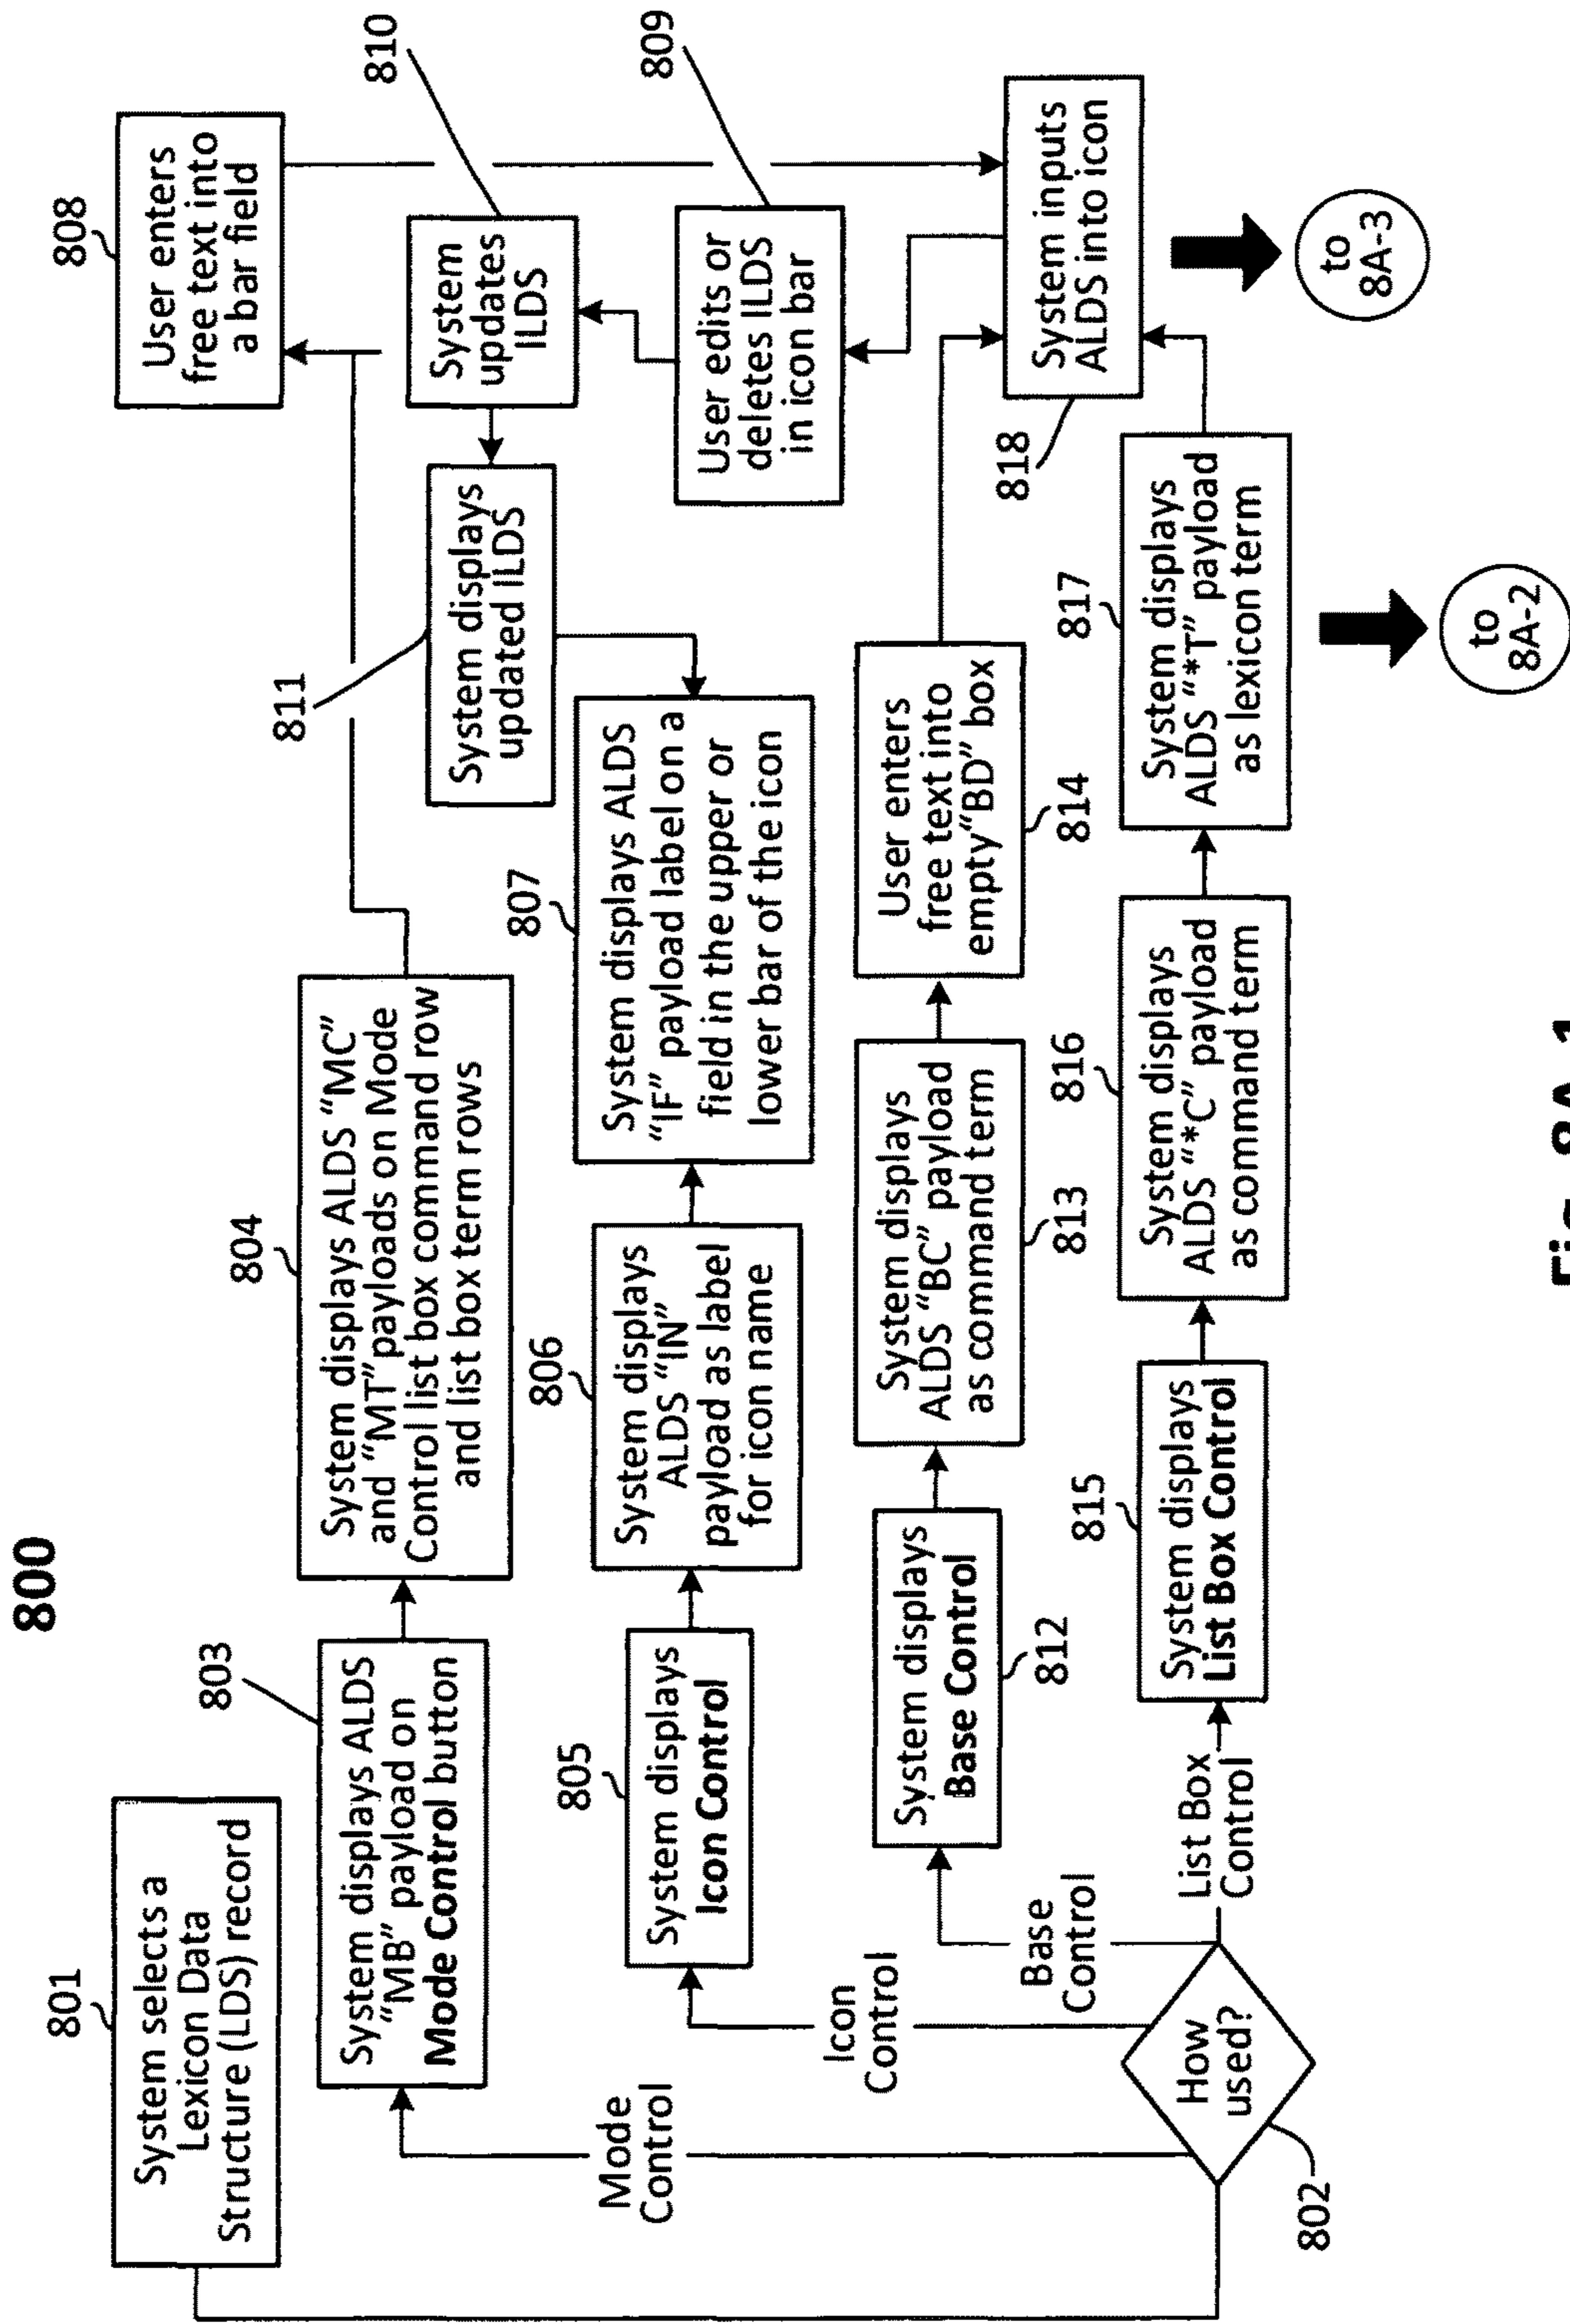 800
801
System selects a
Lexicon Data
Structure (LDS) record
802
How
used?
Mode
Control
Icon
Control
Base
Control
List Box
Control
803
System displays ALDS
“MB” payload on
Mode Control button
804
System displays ALDS “MC”
and “MT” payloads on Mode
Control list box command row
and list box term rows
808
User enters
free text into
a bar field
805
System displays
Icon Control
806
System displays
ALDS “IN”
payload as label
for icon name
807
System displays ALDS
“IF” payload label on a
field in the upper or
lower bar of the icon
811
System displays
updated ILDS
810
System
updates
ILDS
809
User edits or
deletes ILDS
in icon bar
812
System displays
Base Control
813
System displays
ALDS “BC” payload
as command term
814
User enters
free text into
empty“BD” box
815
System displays
List Box Control
816
System displays
ALDS “*C” payload
as command term
817
System displays
ALDS “*T” payload
as lexicon term
818
System inputs
ALDS into icon
to
8A-2
to
8A-3
Fig. 8A-1